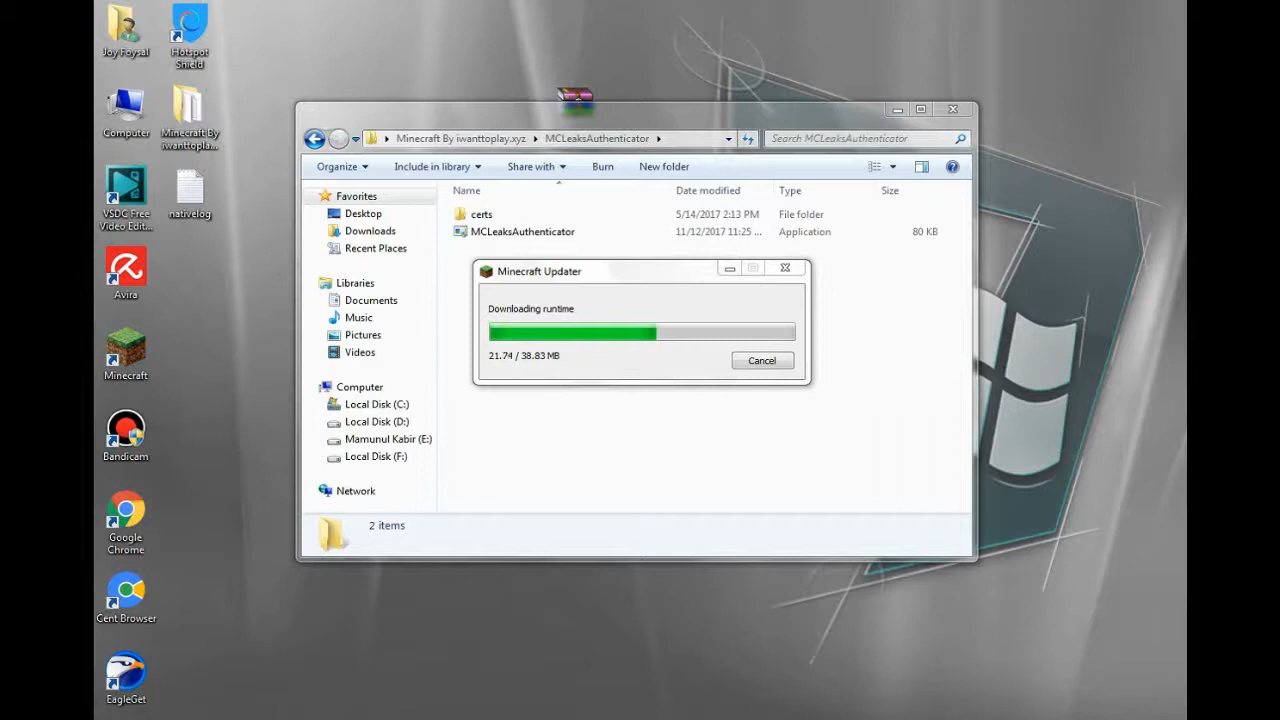 Joy Foysal
Hotspot
Shield
Computer
Minecraft By
iwanttopla...
VSDC Free
Video Edit...
nativelog
Avira
Minecraft
Bandicam
Google
Chrome
Cent Browser
EagleGet
Minecraft By iwanttoplay.xyz
MCLeaksAuthenticator
Search MCLeaksAuthenticator
Organize
Include in library
Share with
Burn
New folder
Name
Date modified
Type
Size
Favorites
Desktop
Downloads
Recent Places
Libraries
Documents
Music
Pictures
Videos
Computer
Local Disk (C:)
Local Disk (D:)
Mamunul Kabir (E:)
Local Disk (F:)
Network
certs
5/14/2017 2:13 PM
File folder
MCLeaksAuthenticator
11/12/2017 11:25 ...
Application
80 KB
Minecraft Updater
Downloading runtime
21.74 / 38.83 MB
Cancel
2 items